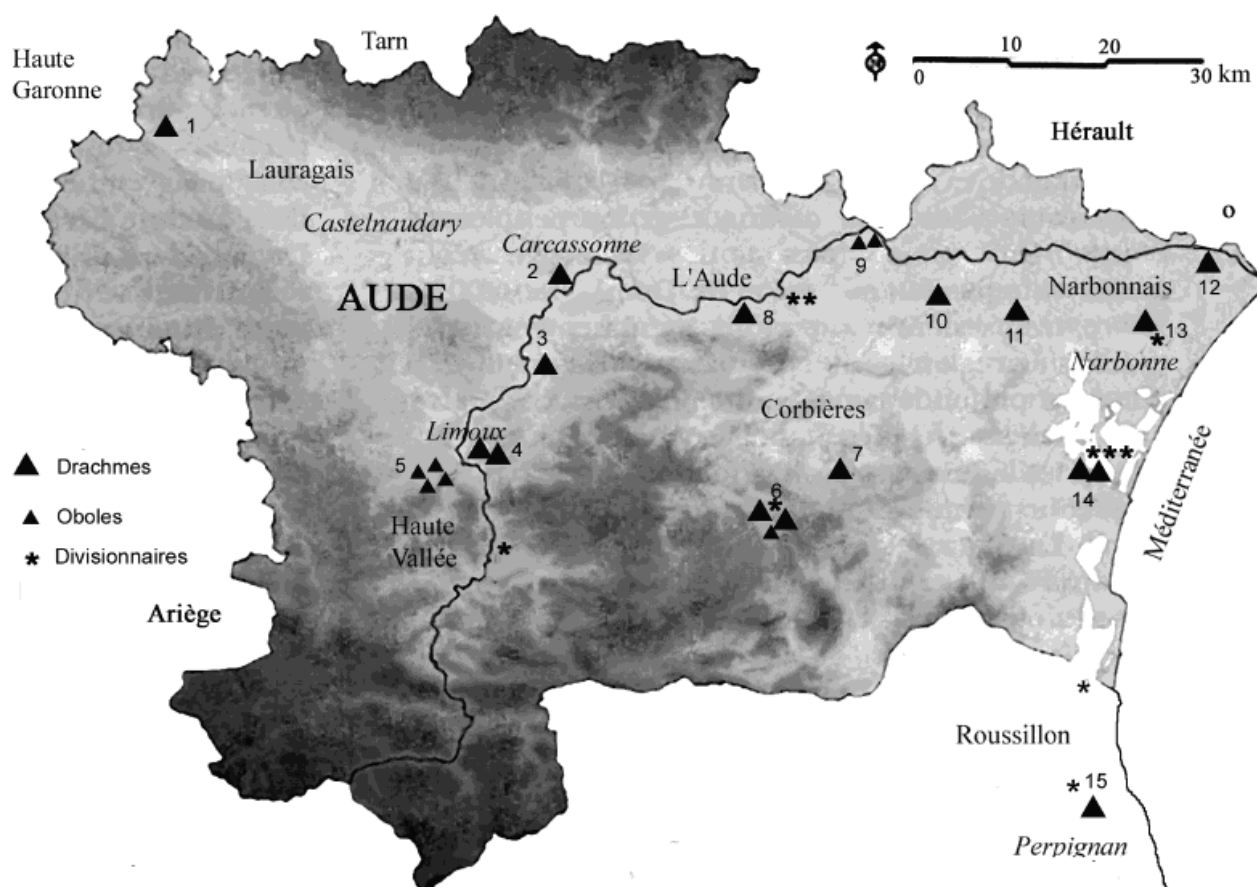 Tarn
Haute
Garonne
10 20
0 30 km
N
Hérault
1
Lauragais
Castelnaudary
Carcassonne
o
2
L'Aude
9
Narbonnais
12
AUDE
**
8
10
11
13
*
3
Narbonne
Corbières
Limoux
4
5
7
***
14
Méditerranée
Drachmes
6
*
Oboles
Haute
Vallée
*
* Divisionnaires
Ariège
*
Roussillon
* 15
Perpignan